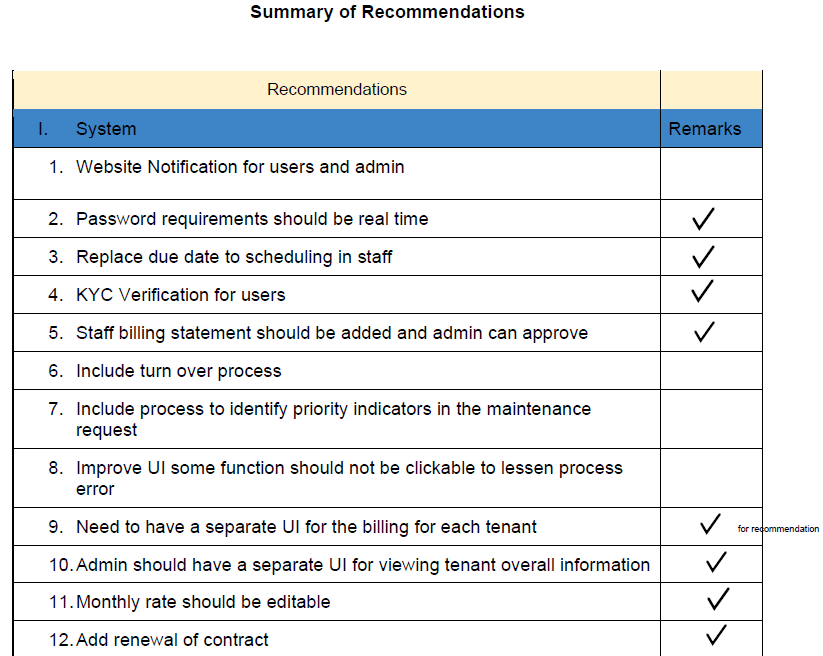 Summary of Recommendations
Recommendations
I. System Remarks
1. Website Notification for users and admin
2. Password requirements should be real time ✓
3. Replace due date to scheduling in staff ✓
4. KYC Verification for users ✓
5. Staff billing statement should be added and admin can approve ✓
6. Include turn over process
7. Include process to identify priority indicators in the maintenance
request
8. Improve UI some function should not be clickable to lessen process
error
9. Need to have a separate UI for the billing for each tenant ✓ for recommendation
10. Admin should have a separate UI for viewing tenant overall information ✓
11. Monthly rate should be editable ✓
12. Add renewal of contract ✓